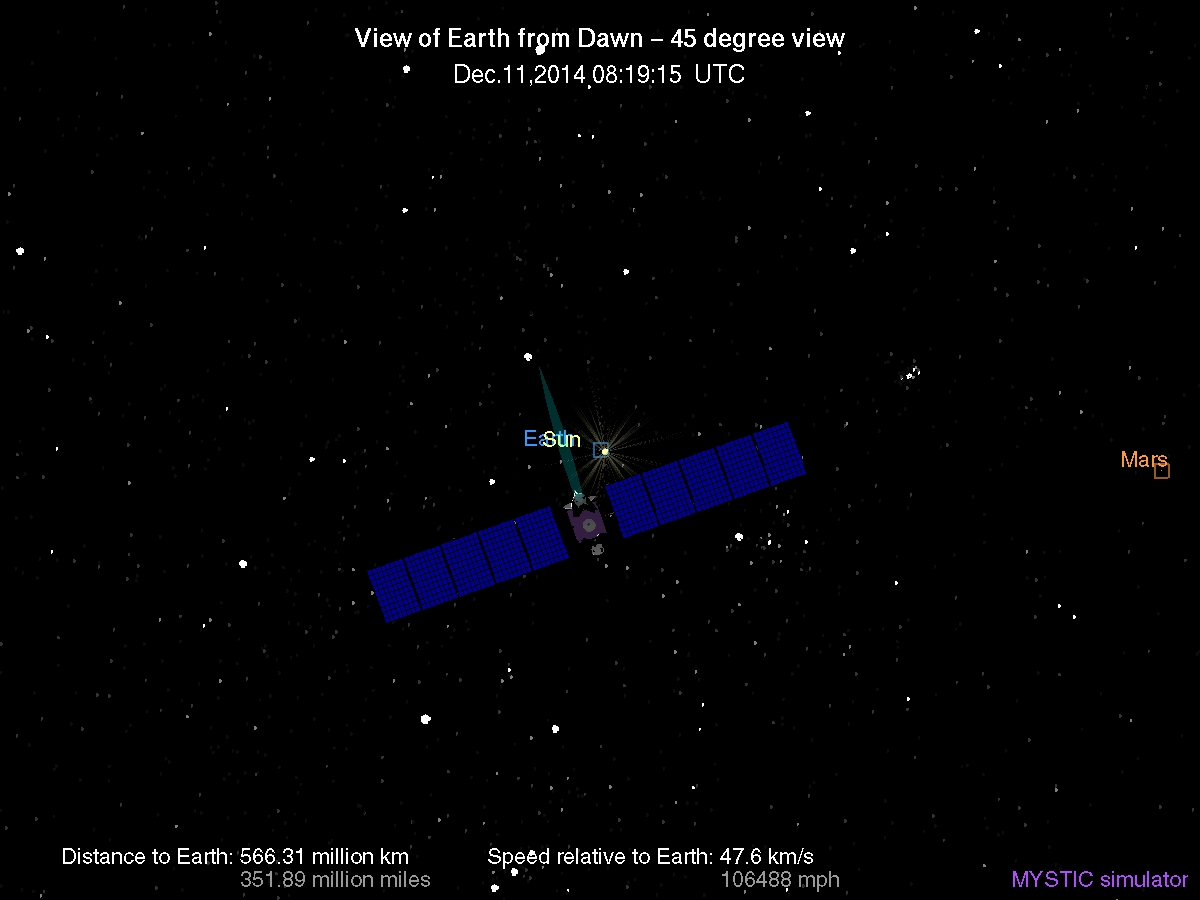 View of Earth from Dawn – 45 degree view
Dec.11,2014 08:19:15 UTC
Earth
Sun
Mars
Distance to Earth: 566.31 million km
351.89 million miles
Speed relative to Earth: 47.6 km/s
106488 mph
MYSTIC simulator